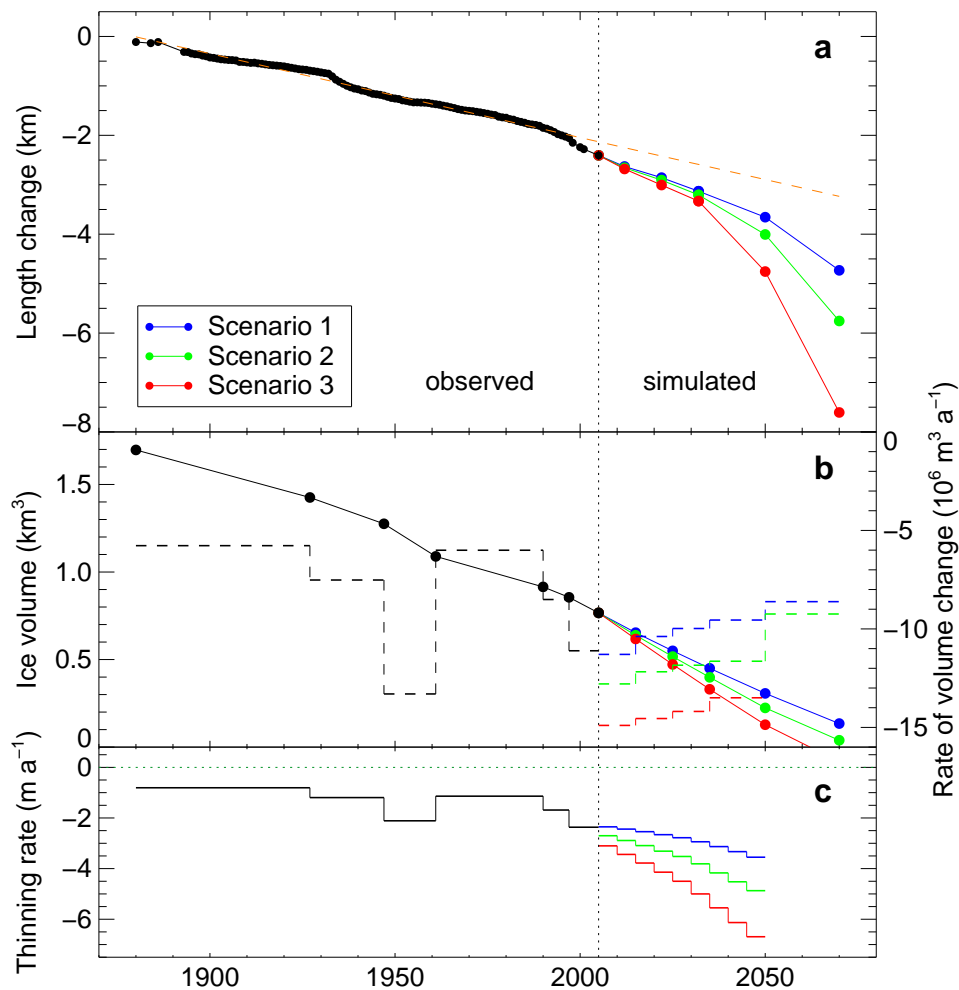 0
−2
−4
−6
−8
Length change (km)
a
Scenario 1
Scenario 2
Scenario 3
observed
simulated
b
1.5
1.0
0.5
0
Ice volume (km³)
0
−5
−10
−15
Rate of volume change (10⁶ m³ a⁻¹)
c
0
−2
−4
−6
Thinning rate (m a⁻¹)
1900
1950
2000
2050